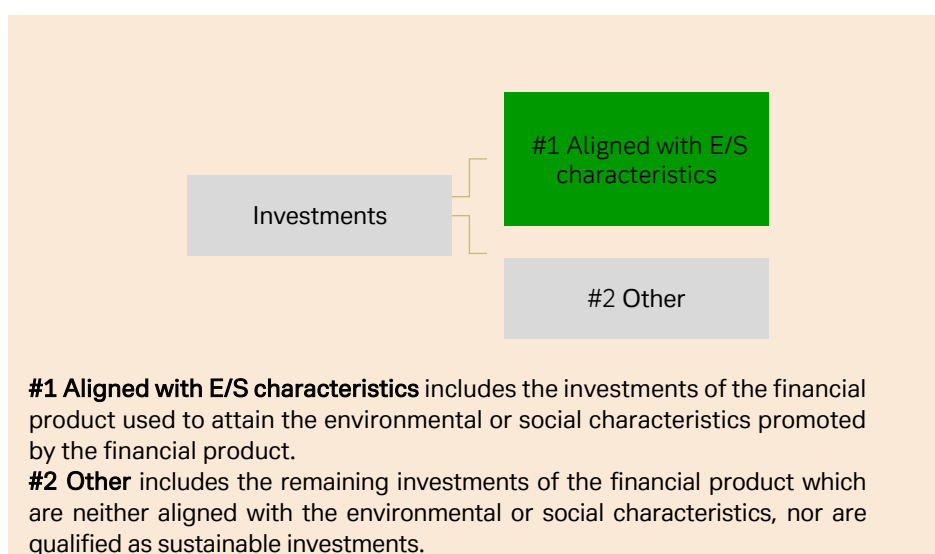 #1 Aligned with E/S
characteristics
Investments
#2 Other
#1 Aligned with E/S characteristics includes the investments of the financial
product used to attain the environmental or social characteristics promoted
by the financial product.
#2 Other includes the remaining investments of the financial product which
are neither aligned with the environmental or social characteristics, nor are
qualified as sustainable investments.